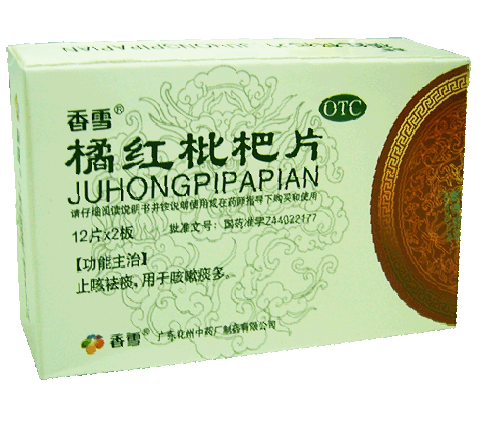 香雪®
OTC
橘红枇杷片
JUHONGPIPAPIAN
请仔细阅读说明书并按说明使用或在药师指导下购买和使用
12片x2板 批准文号：国药准字Z44022177
【功能主治】
止咳祛痰，用于咳嗽痰多。
香雪® 广东化州中药厂制药有限公司